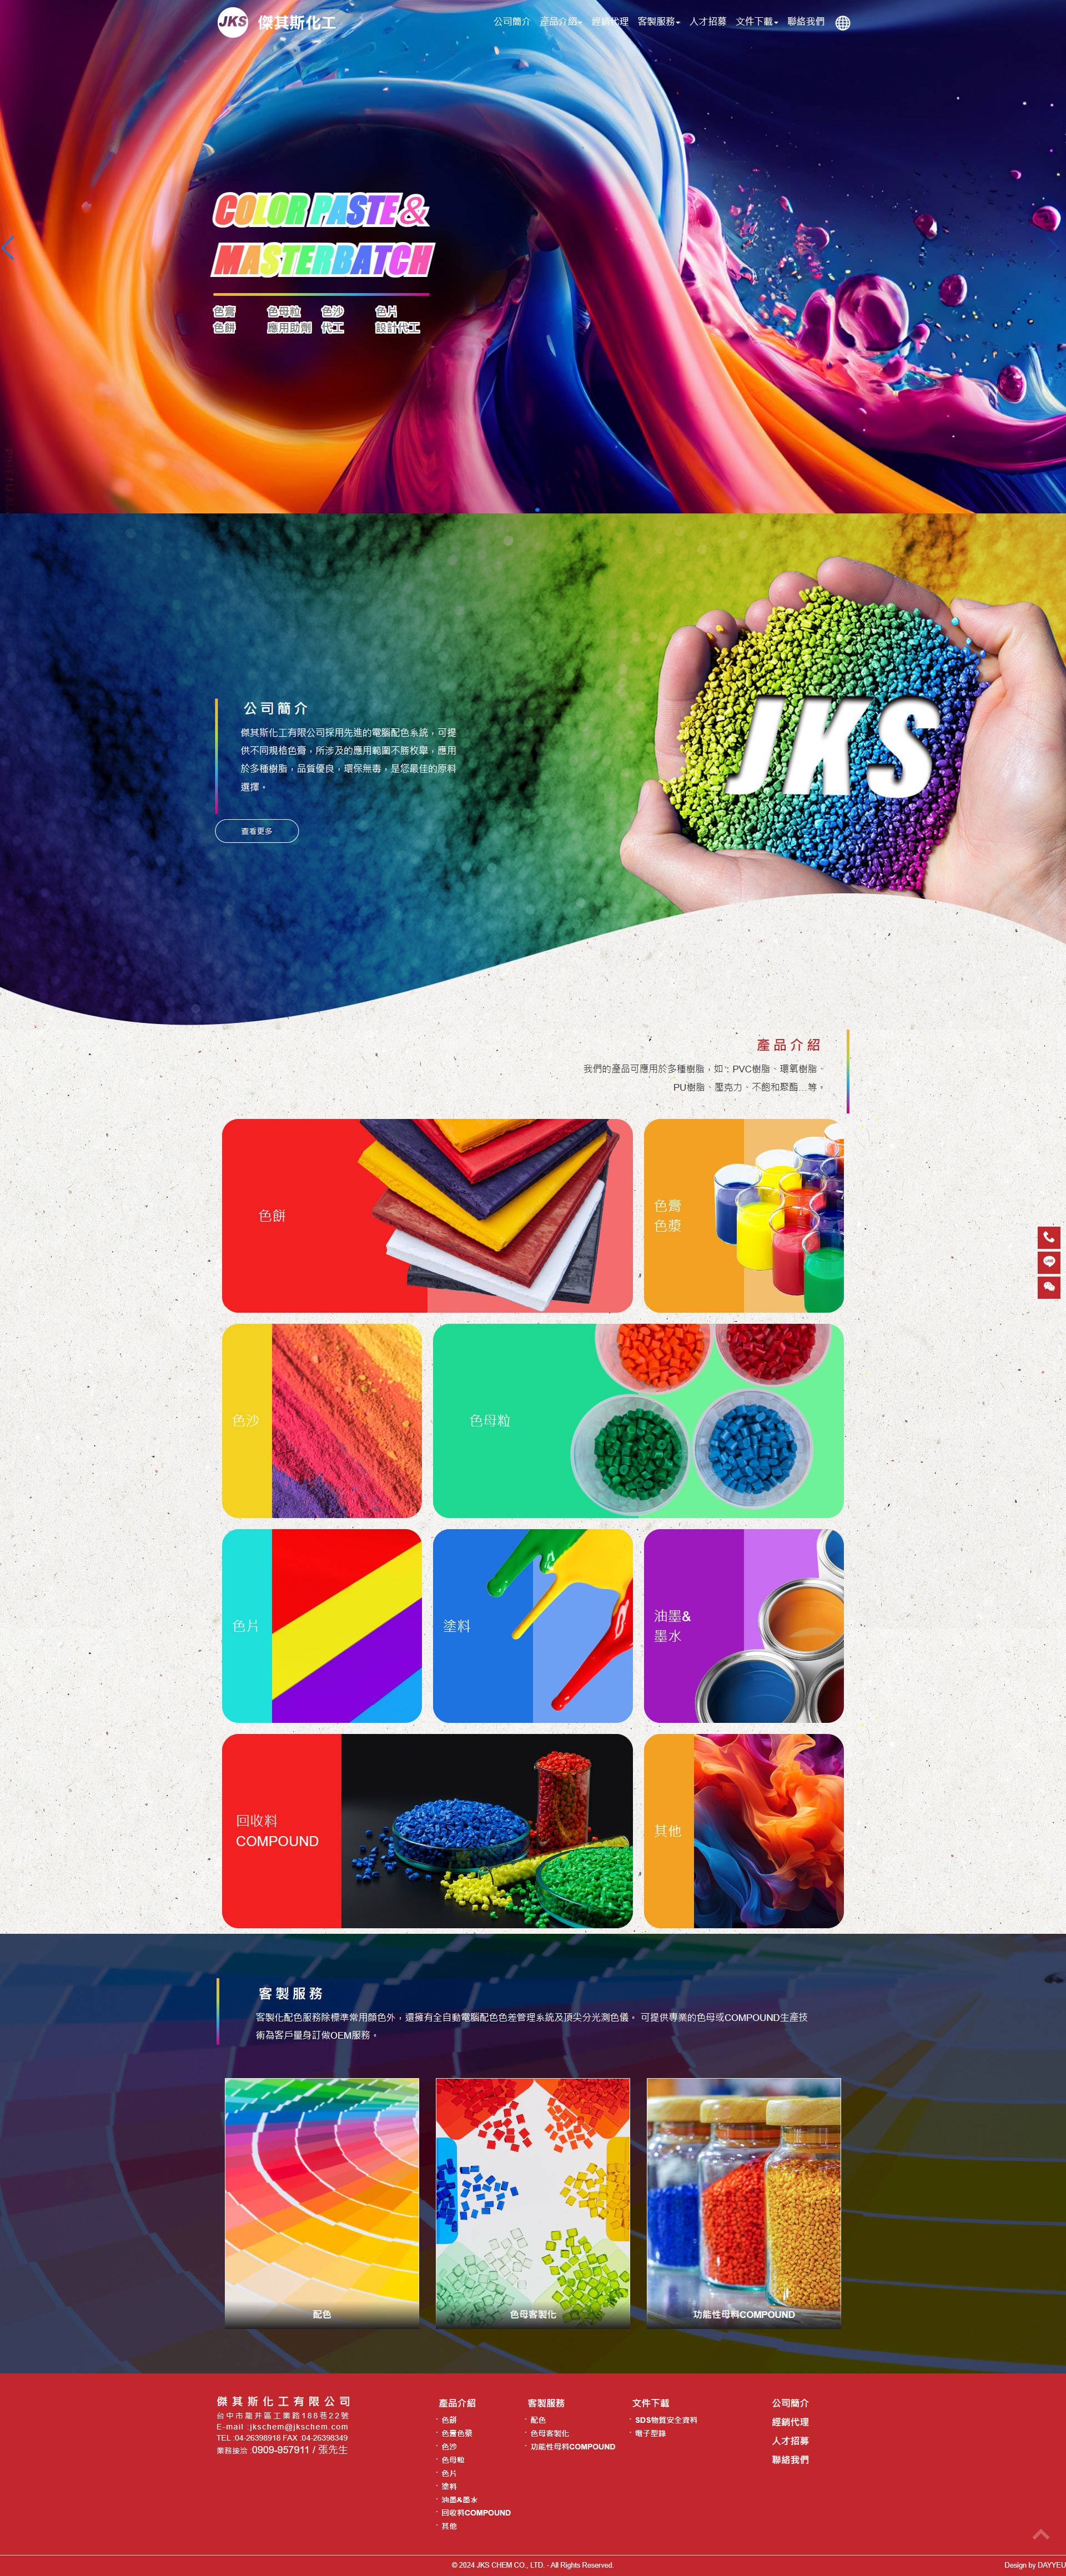 JKS 傑其斯化工
公司簡介 產品介紹 經銷代理 客製服務 人才招募 文件下載 聯絡我們
COLOR PASTE &
MASTERBATCH
色膏 色母粒 色沙 色片
色餅 應用助劑 代工 設計代工
公司簡介
傑其斯化工有限公司採用先進的電腦配色系統，可提
供不同規格色膏，所涉及的應用範圍不勝枚舉，應用
於多種樹脂，品質優良，環保無毒，是您最佳的原料
選擇。
查看更多
JKS
產品介紹
我們的產品可應用於多種樹脂，如：PVC樹脂、環氧樹脂、
PU樹脂、壓克力、不飽和聚酯...等。
色餅
色膏
色漿
色沙
色母粒
色片
塗料
油墨&
墨水
回收料
COMPOUND
其他
客製服務
客製化配色服務除標準常用顏色外，還擁有全自動電腦配色色差管理系統及頂尖分光測色儀。 可提供專業的色母或COMPOUND生產技
術為客戶量身訂做OEM服務。
配色
色母客製化
功能性母料COMPOUND
傑其斯化工有限公司
台中市龍井區工業路188巷22號
E-mail :jkschem@jkschem.com
TEL :04-26398918 FAX :04-26398349
業務接洽 :0909-957911 / 張先生
產品介紹
色餅
色膏色漿
色沙
色母粒
色片
塗料
油墨&墨水
回收料COMPOUND
其他
客製服務
配色
色母客製化
功能性母料COMPOUND
文件下載
SDS物質安全資料
電子型錄
公司簡介
經銷代理
人才招募
聯絡我們
© 2024 JKS CHEM CO., LTD. - All Rights Reserved.
Design by DAYYEU